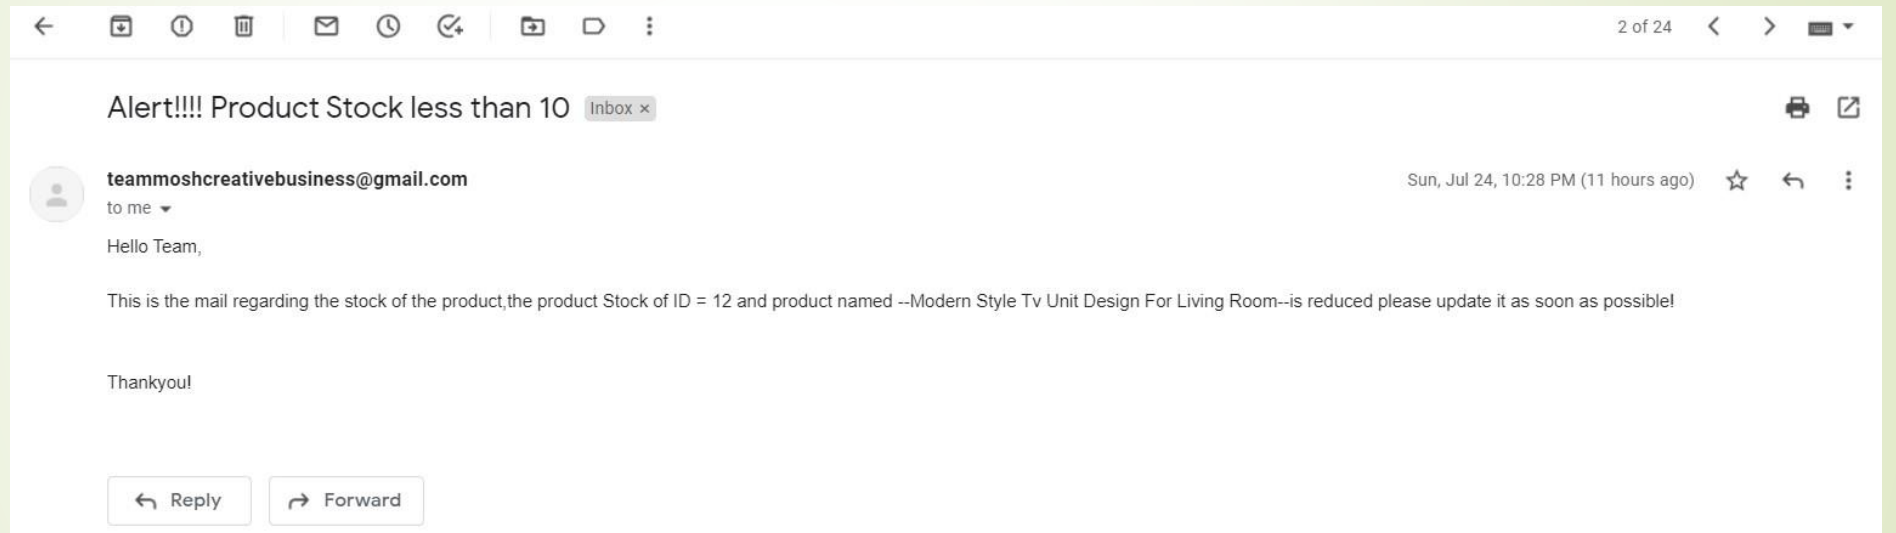 2 of 24
Alert!!!! Product Stock less than 10 Inbox ×
teammoshcreativebusiness@gmail.com Sun, Jul 24, 10:28 PM (11 hours ago)
to me
Hello Team,
This is the mail regarding the stock of the product,the product Stock of ID = 12 and product named --Modern Style Tv Unit Design For Living Room--is reduced please update it as soon as possible!
Thankyou!
Reply Forward